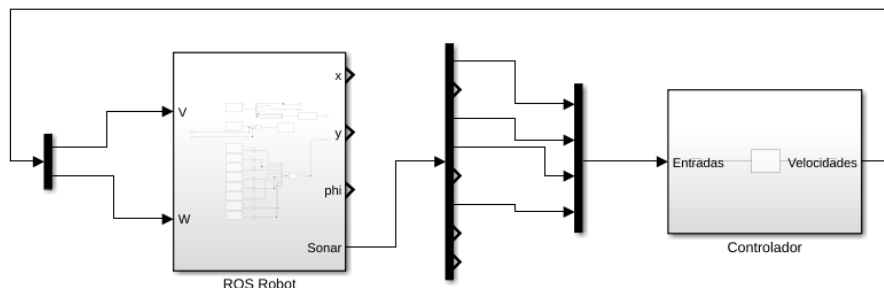 x
V
y
Entradas
Velocidades
phi
W
Sonar
Controlador
ROS Robot